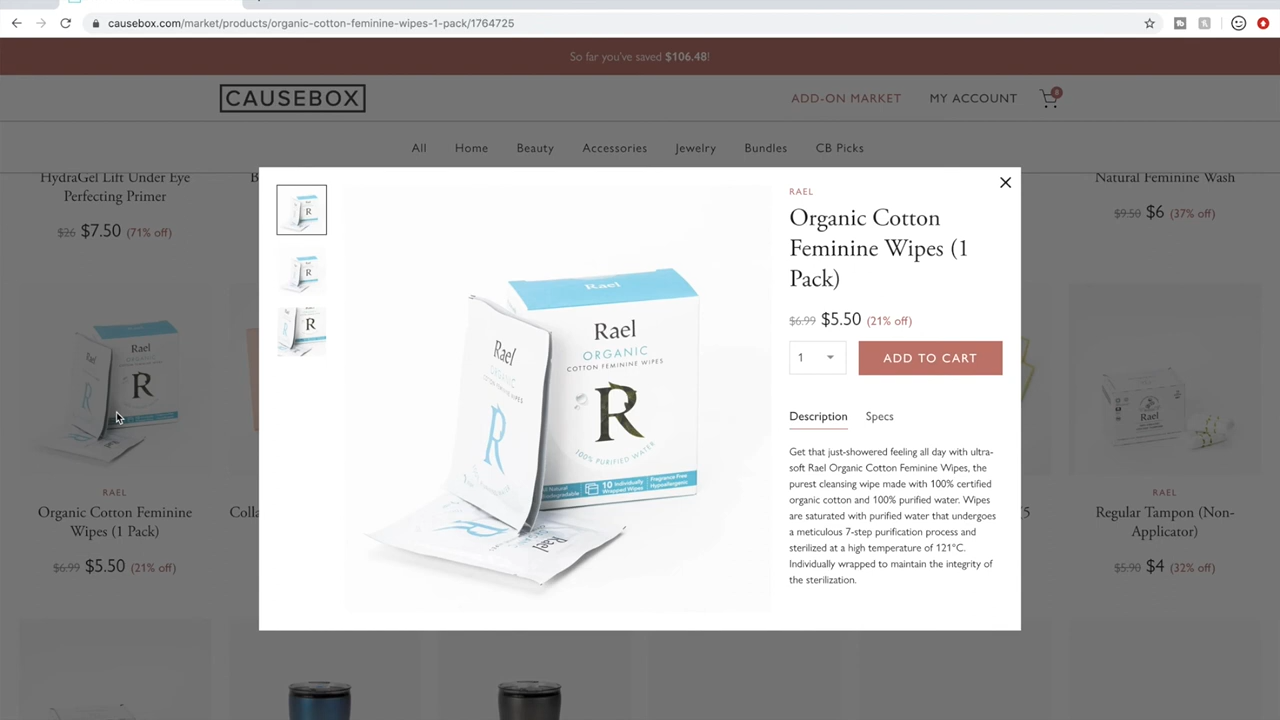 causebox.com/market/products/organic-cotton-feminine-wipes-1-pack/1764725
So far you've saved $106.48!
CAUSEBOX
ADD-ON MARKET
MY ACCOUNT
8
All
Home
Beauty
Accessories
Jewelry
Bundles
CB Picks
HydraGel Lift Under Eye
Perfecting Primer
$26 $7.50 (71% off)
B
Natural Feminine Wash
$9.50 $6 (37% off)
RAEL
Organic Cotton
Feminine Wipes (1
Pack)
$6.99 $5.50 (21% off)
1
ADD TO CART
Description
Specs
Get that just-showered feeling all day with ultra-
soft Rael Organic Cotton Feminine Wipes, the
purest cleansing wipe made with 100% certified
organic cotton and 100% purified water. Wipes
are saturated with purified water that undergoes
a meticulous 7-step purification process and
sterilized at a high temperature of 121°C.
Individually wrapped to maintain the integrity of
the sterilization.
Rael
Rael
ORGANIC
COTTON FEMININE WIPES
R
100% PURIFIED WATER
10 Individually
Wrapped Wipes
Fragrance Free
Hypoallergenic
Rael
R
Rael
R
Rael
R
RAEL
Organic Cotton Feminine
Wipes (1 Pack)
$6.99 $5.50 (21% off)
Colla
(5
Rael
RAEL
Regular Tampon (Non-
Applicator)
$5.90 $4 (32% off)